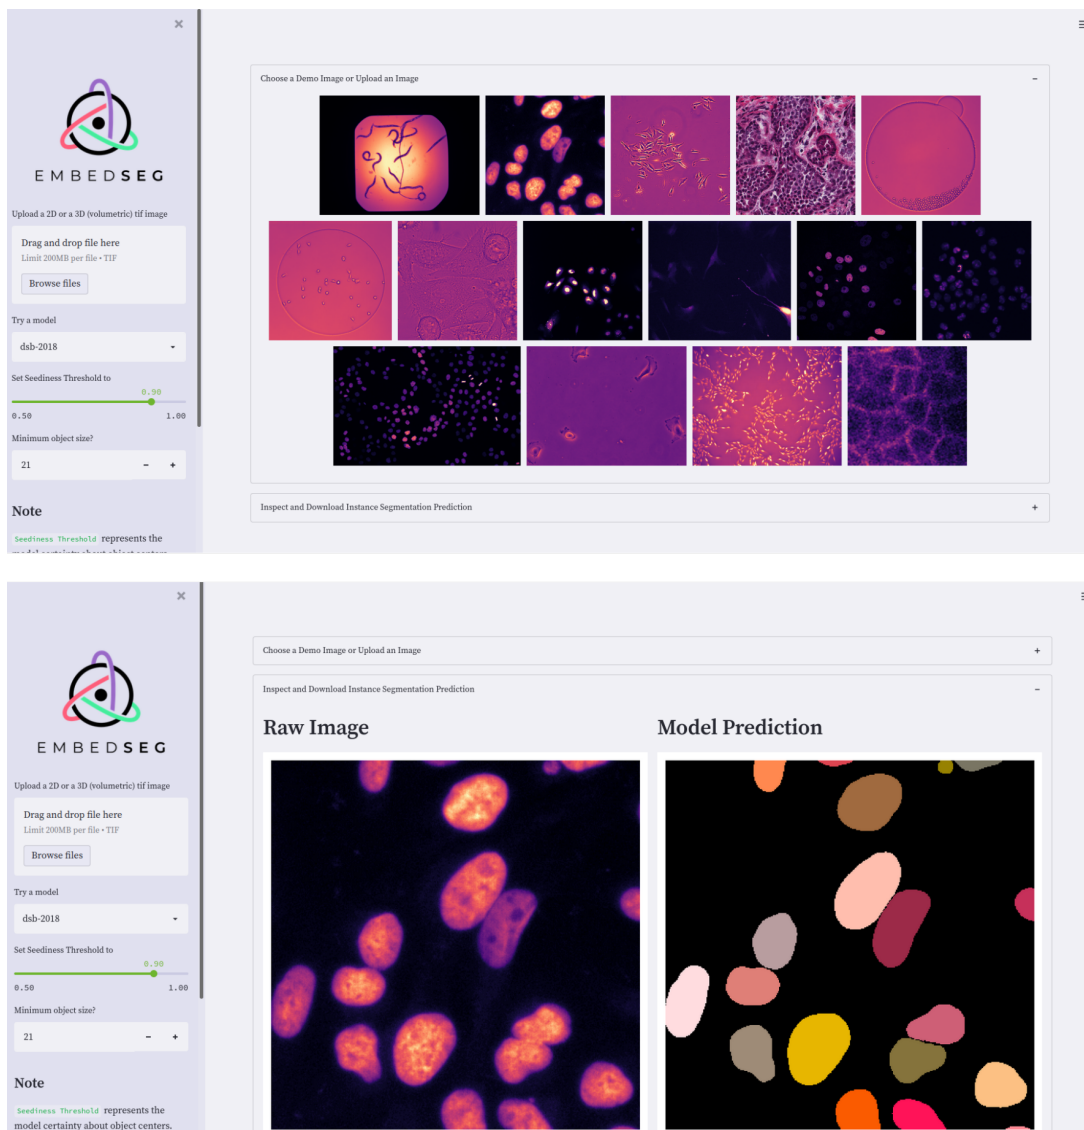 ×
Choose a Demo Image or Upload an Image
−
EMBEDSEG
Upload a 2D or a 3D (volumetric) tif image
Drag and drop file here
Limit 200MB per file • TIF
Browse files
Try a model
dsb-2018
Set Seediness Threshold to
0.90
0.50 1.00
Minimum object size?
21 − +
Note
Inspect and Download Instance Segmentation Prediction +
Seediness Threshold represents the
model certainty about object centers.
×
Choose a Demo Image or Upload an Image +
Inspect and Download Instance Segmentation Prediction −
Raw Image Model Prediction
EMBEDSEG
Upload a 2D or a 3D (volumetric) tif image
Drag and drop file here
Limit 200MB per file • TIF
Browse files
Try a model
dsb-2018
Set Seediness Threshold to
0.90
0.50 1.00
Minimum object size?
21 − +
Note
Seediness Threshold represents the
model certainty about object centers.